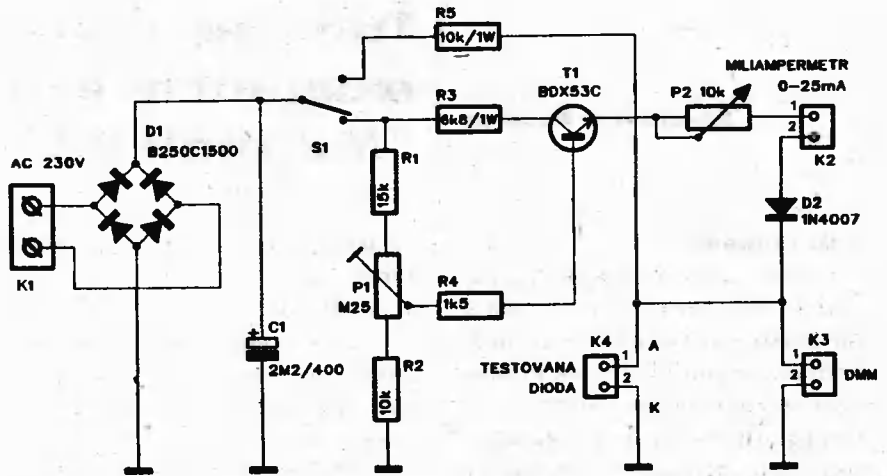 R5
10k/1W
T1
BDX53C
MILIAMPERMETR
0-25mA
P2 10k
1
2
K2
R3
6k8/1W
S1
D1
B250C1500
AC 230V
K1
R1
15k
D2
1N4007
P1
M25
R4
1k5
C1
+
2M2/400
R2
10k
K4
TESTOVANA
DIODA
1
2
A
K
K3
1
2
DMM